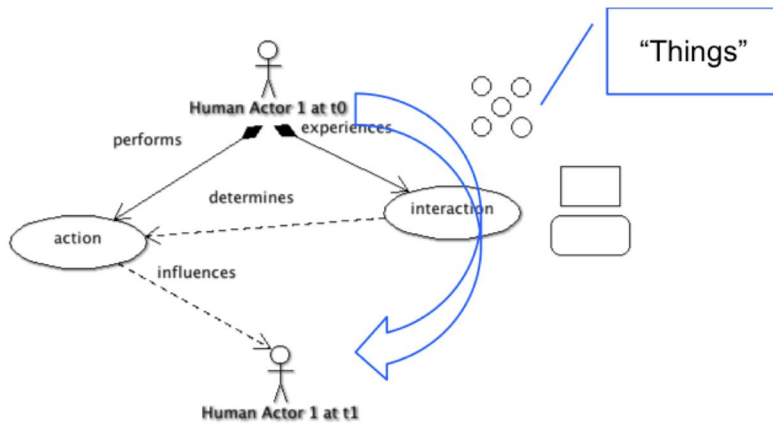 “Things”
Human Actor 1 at t0
experiences
performs
determines
interaction
action
influences
Human Actor 1 at t1